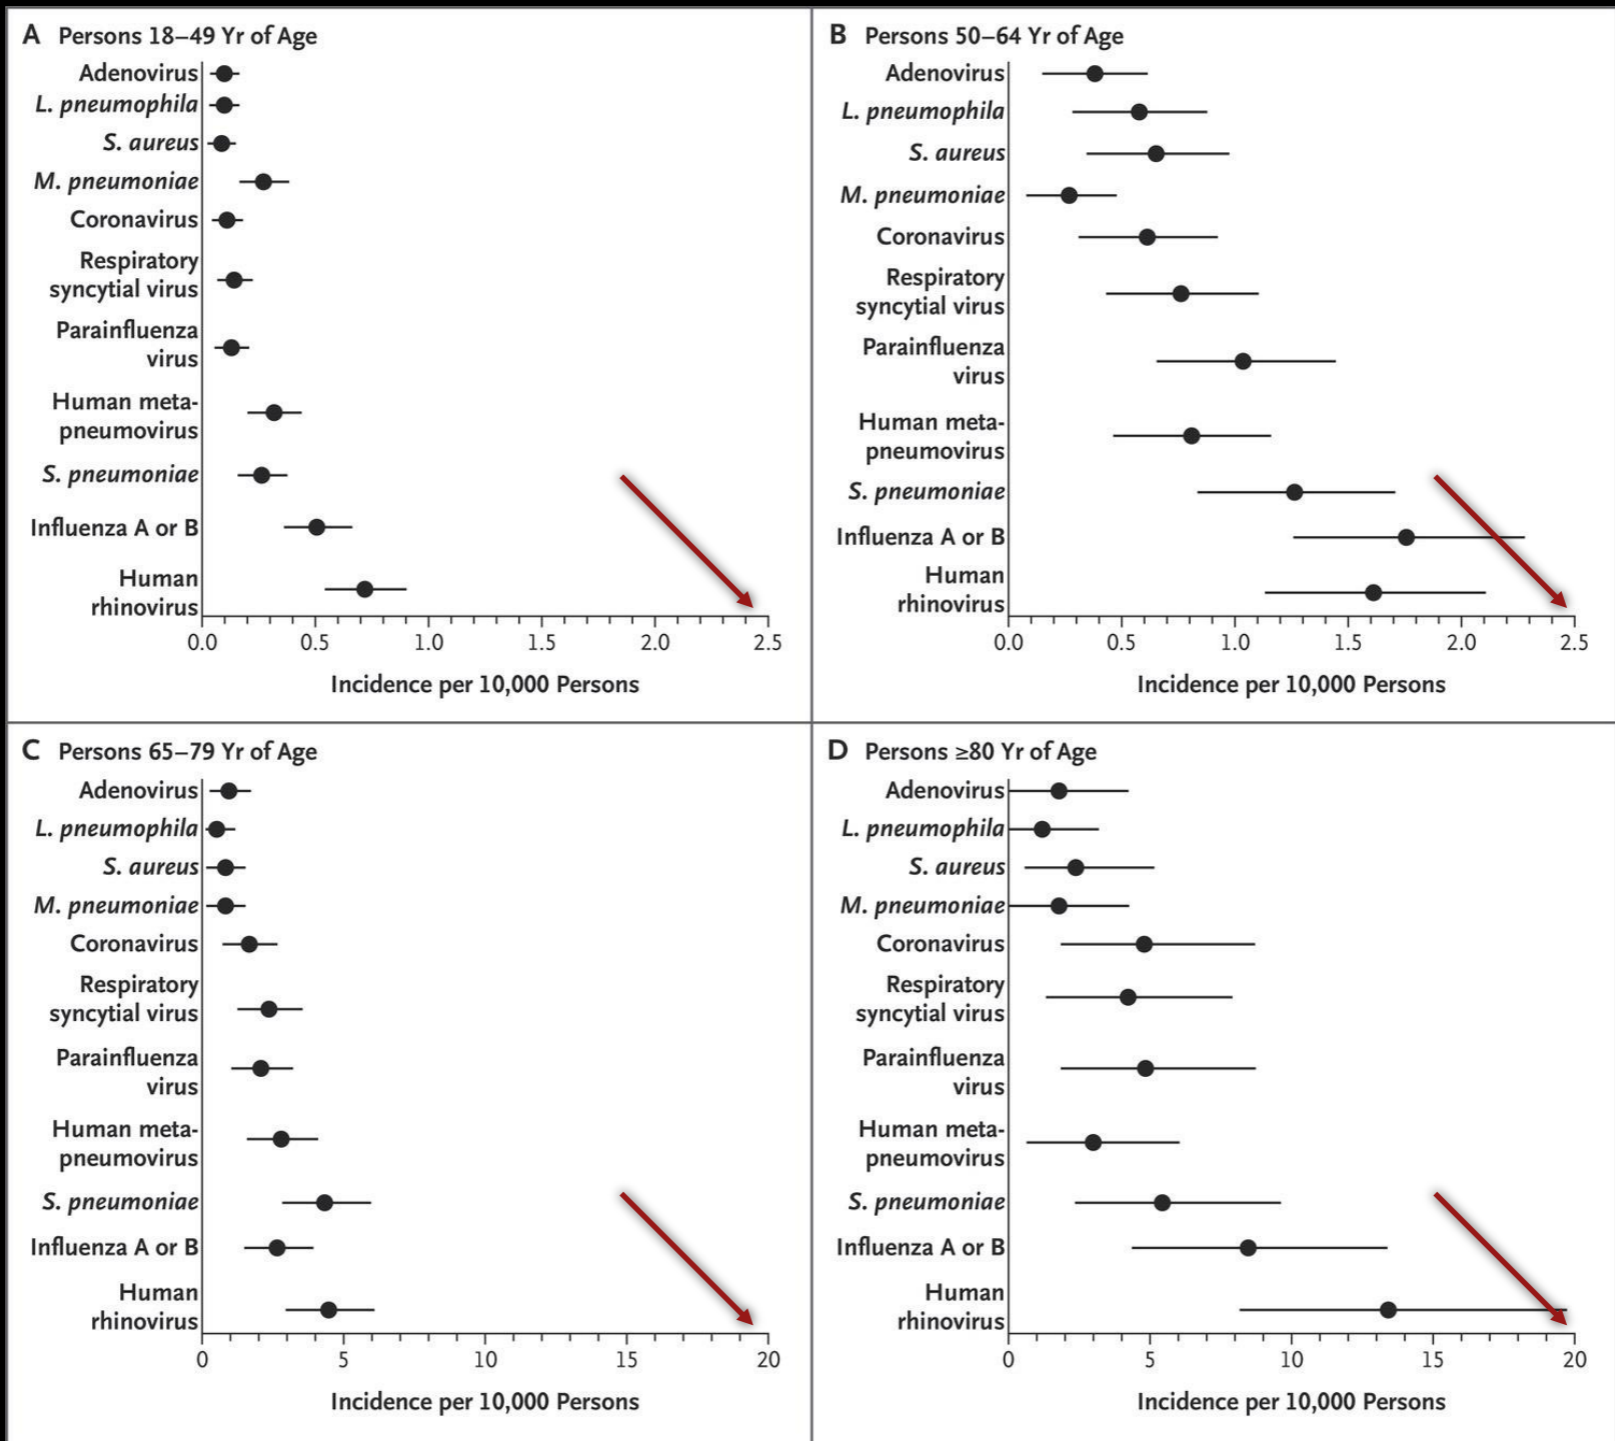 A Persons 18–49 Yr of Age
Adenovirus
L. pneumophila
S. aureus
M. pneumoniae
Coronavirus
Respiratory
syncytial virus
Parainfluenza
virus
Human meta-
pneumovirus
S. pneumoniae
Influenza A or B
Human
rhinovirus
0.0 0.5 1.0 1.5 2.0 2.5
Incidence per 10,000 Persons
B Persons 50–64 Yr of Age
Adenovirus
L. pneumophila
S. aureus
M. pneumoniae
Coronavirus
Respiratory
syncytial virus
Parainfluenza
virus
Human meta-
pneumovirus
S. pneumoniae
Influenza A or B
Human
rhinovirus
0.0 0.5 1.0 1.5 2.0 2.5
Incidence per 10,000 Persons
C Persons 65–79 Yr of Age
Adenovirus
L. pneumophila
S. aureus
M. pneumoniae
Coronavirus
Respiratory
syncytial virus
Parainfluenza
virus
Human meta-
pneumovirus
S. pneumoniae
Influenza A or B
Human
rhinovirus
0 5 10 15 20
Incidence per 10,000 Persons
D Persons ≥80 Yr of Age
Adenovirus
L. pneumophila
S. aureus
M. pneumoniae
Coronavirus
Respiratory
syncytial virus
Parainfluenza
virus
Human meta-
pneumovirus
S. pneumoniae
Influenza A or B
Human
rhinovirus
0 5 10 15 20
Incidence per 10,000 Persons